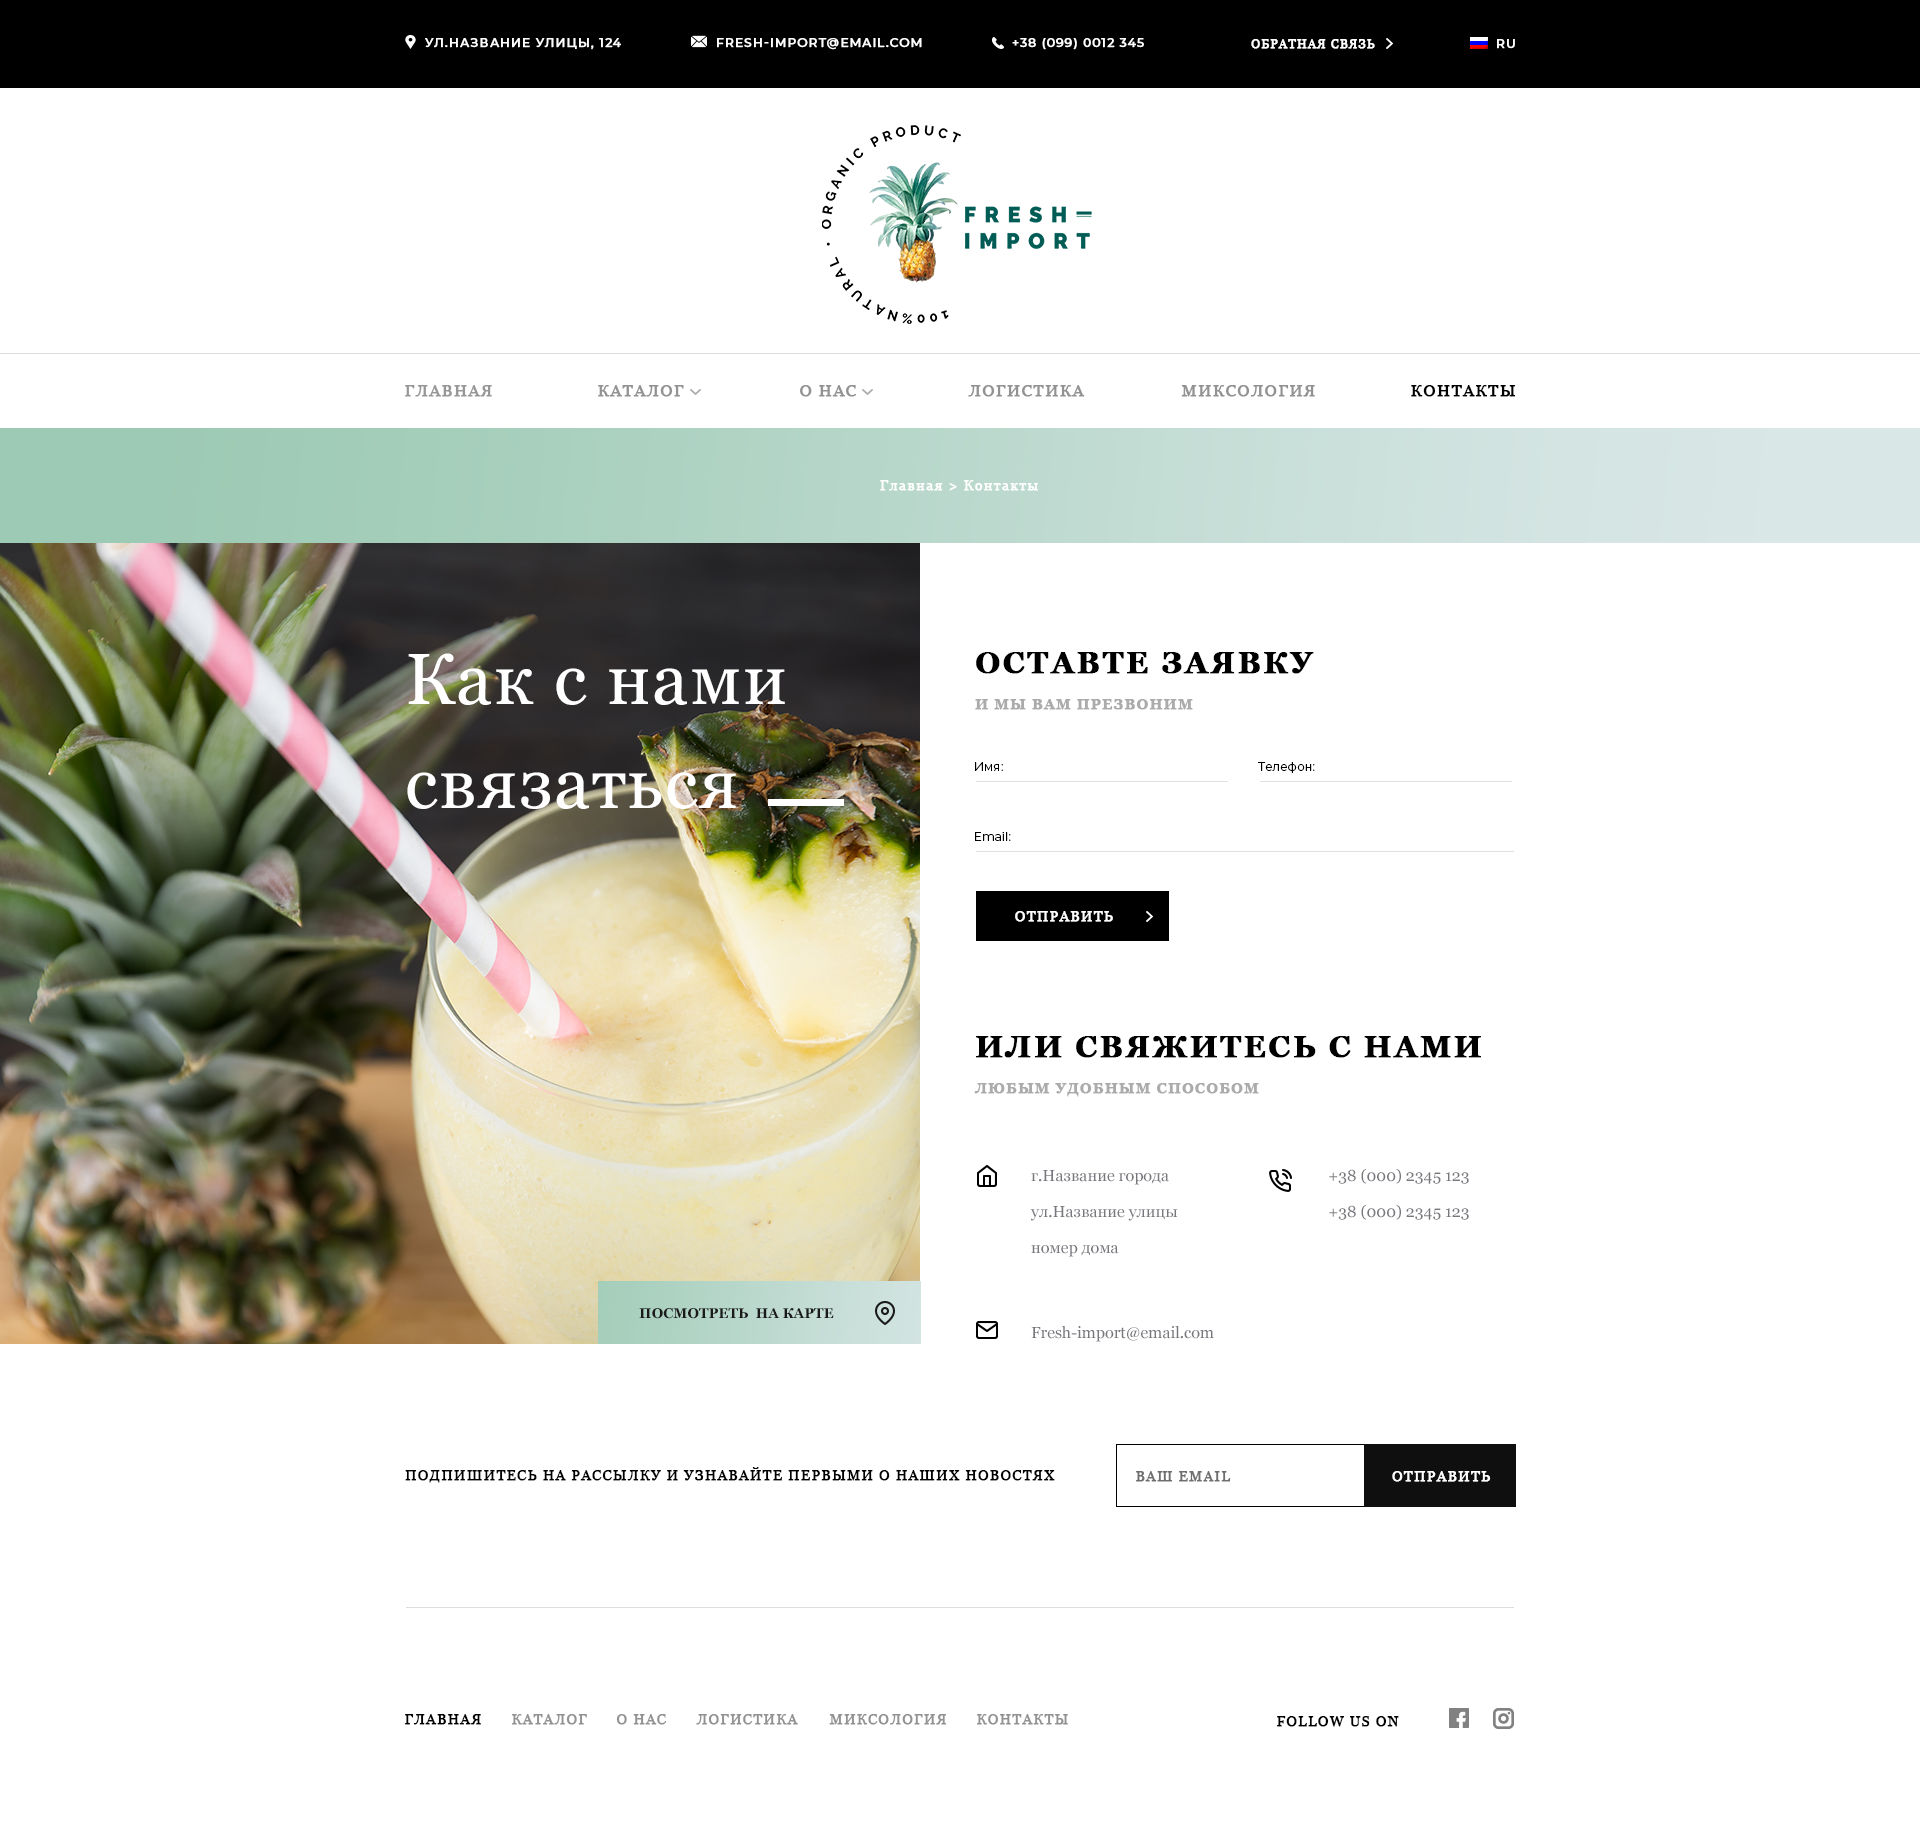 УЛ.НАЗВАНИЕ УЛИЦЫ, 124
FRESH-IMPORT@EMAIL.COM
+38 (099) 0012 345
ОБРАТНАЯ СВЯЗЬ
RU
100%NATURAL · ORGANIC PRODUCT
FRESH–
IMPORT
ГЛАВНАЯ
КАТАЛОГ
О НАС
ЛОГИСТИКА
МИКСОЛОГИЯ
КОНТАКТЫ
Главная > Контакты
Как с нами
связаться —
ПОСМОТРЕТЬ НА КАРТЕ
ОСТАВТЕ ЗАЯВКУ
И МЫ ВАМ ПРЕЗВОНИМ
Имя:
Телефон:
Email:
ОТПРАВИТЬ
ИЛИ СВЯЖИТЕСЬ С НАМИ
ЛЮБЫМ УДОБНЫМ СПОСОБОМ
г.Название города
ул.Название улицы
номер дома
+38 (000) 2345 123
+38 (000) 2345 123
Fresh-import@email.com
ПОДПИШИТЕСЬ НА РАССЫЛКУ И УЗНАВАЙТЕ ПЕРВЫМИ О НАШИХ НОВОСТЯХ
ВАШ EMAIL
ОТПРАВИТЬ
ГЛАВНАЯ
КАТАЛОГ
О НАС
ЛОГИСТИКА
МИКСОЛОГИЯ
КОНТАКТЫ
FOLLOW US ON